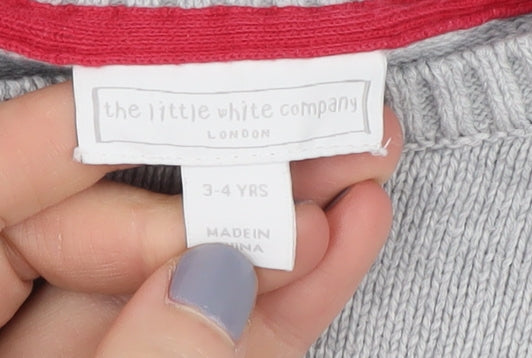 the little white company
LONDON
3-4 YRS
MADE IN